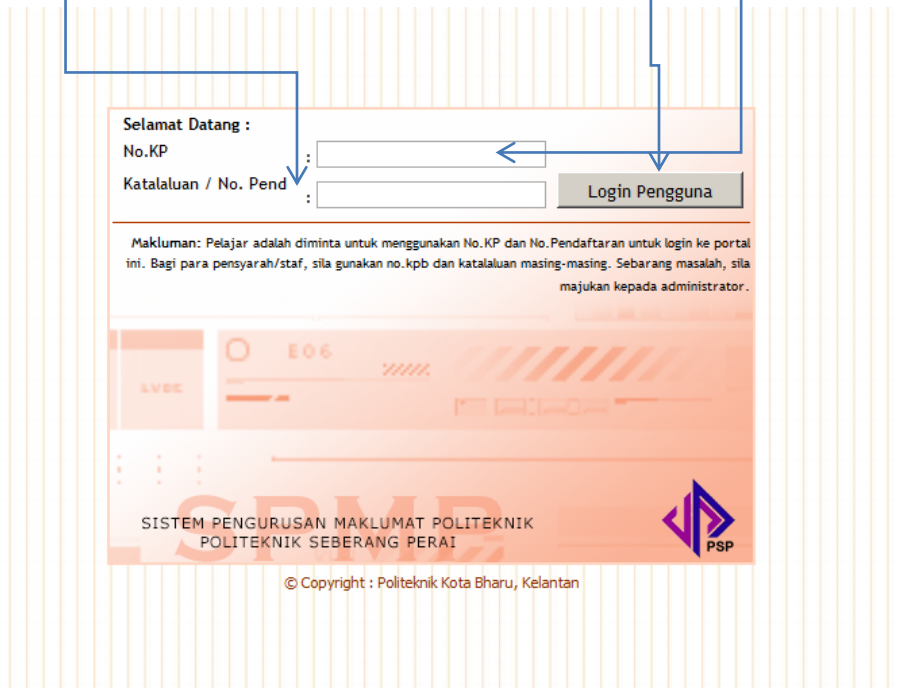 Selamat Datang :
No.KP :
Katalaluan / No. Pend :
Login Pengguna
Makluman: Pelajar adalah diminta untuk menggunakan No.KP dan No.Pendaftaran untuk login ke portal
ini. Bagi para pensyarah/staf, sila gunakan no.kpb dan katalaluan masing-masing. Sebarang masalah, sila
majukan kepada administrator.
E06
SPMP
SISTEM PENGURUSAN MAKLUMAT POLITEKNIK
POLITEKNIK SEBERANG PERAI
PSP
© Copyright : Politeknik Kota Bharu, Kelantan